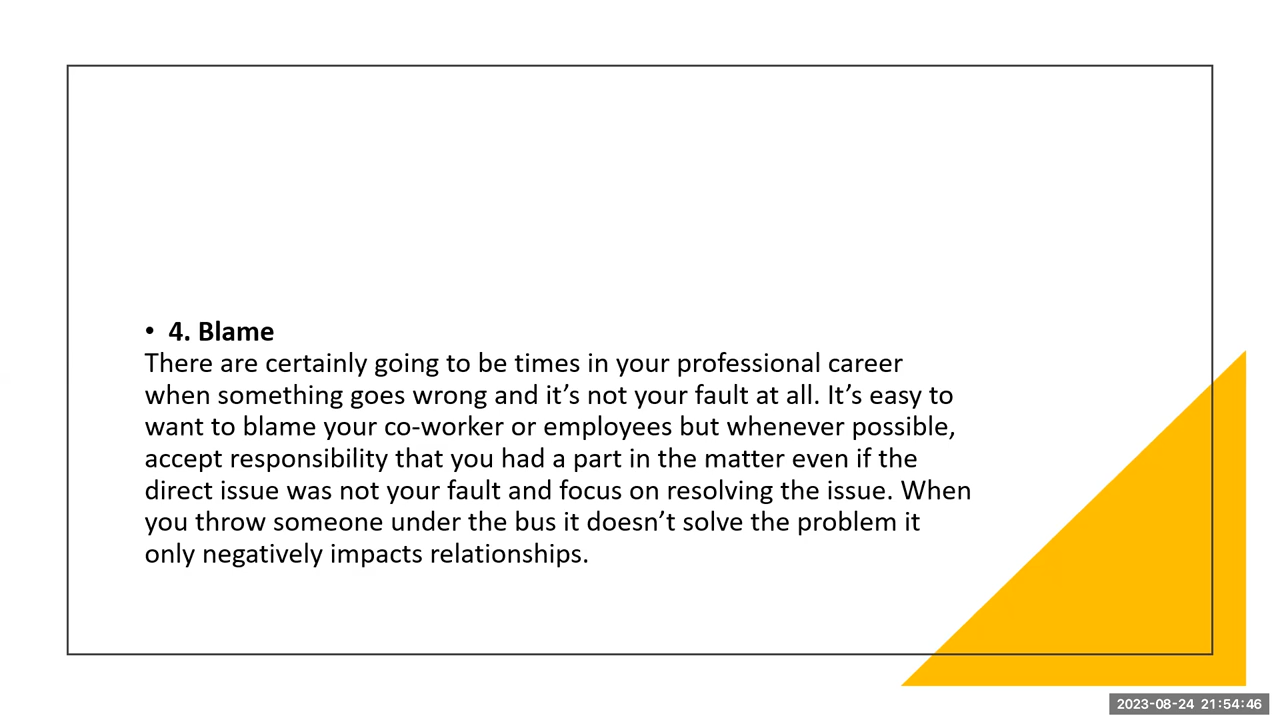 • 4. Blame
There are certainly going to be times in your professional career
when something goes wrong and it’s not your fault at all. It’s easy to
want to blame your co-worker or employees but whenever possible,
accept responsibility that you had a part in the matter even if the
direct issue was not your fault and focus on resolving the issue. When
you throw someone under the bus it doesn’t solve the problem it
only negatively impacts relationships.
2023-08-24 21:54:46